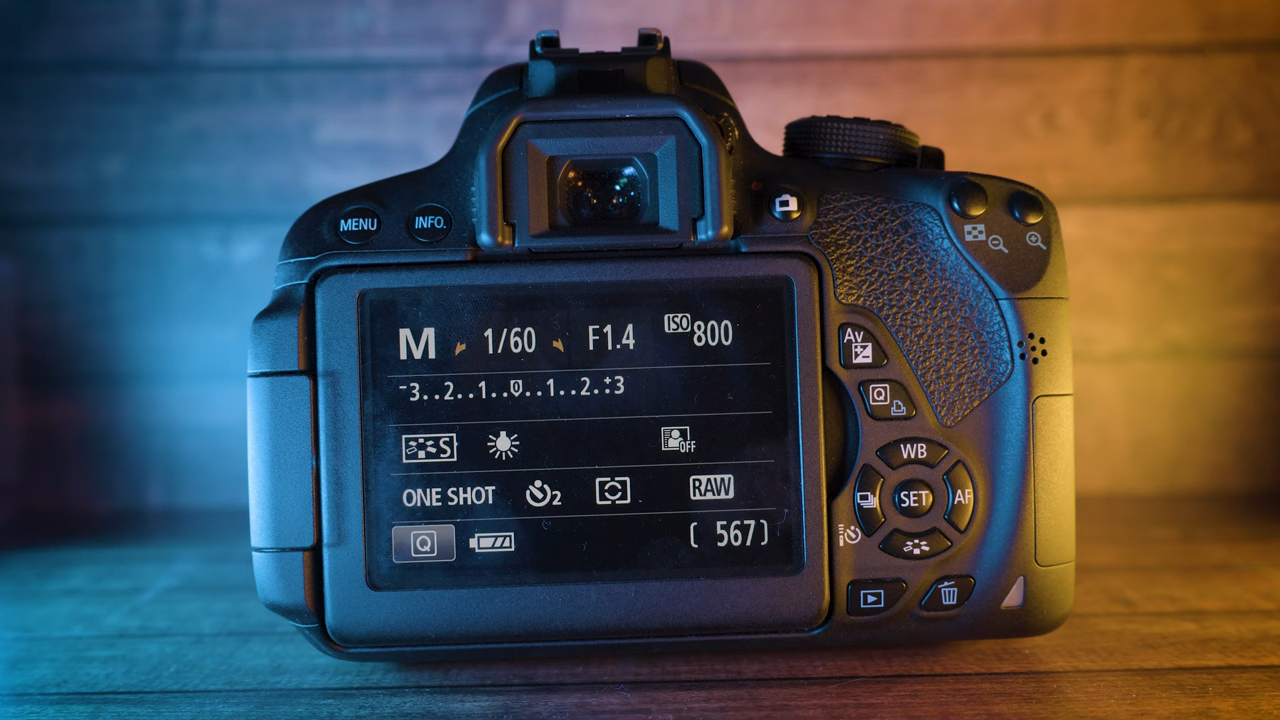 MENU INFO.
M 1/60 F1.4 ISO 800
-3..2..1..0..1..2.:+3
S
OFF
ONE SHOT 2 RAW
Q [ 567]
Av
Q
WB
SET AF